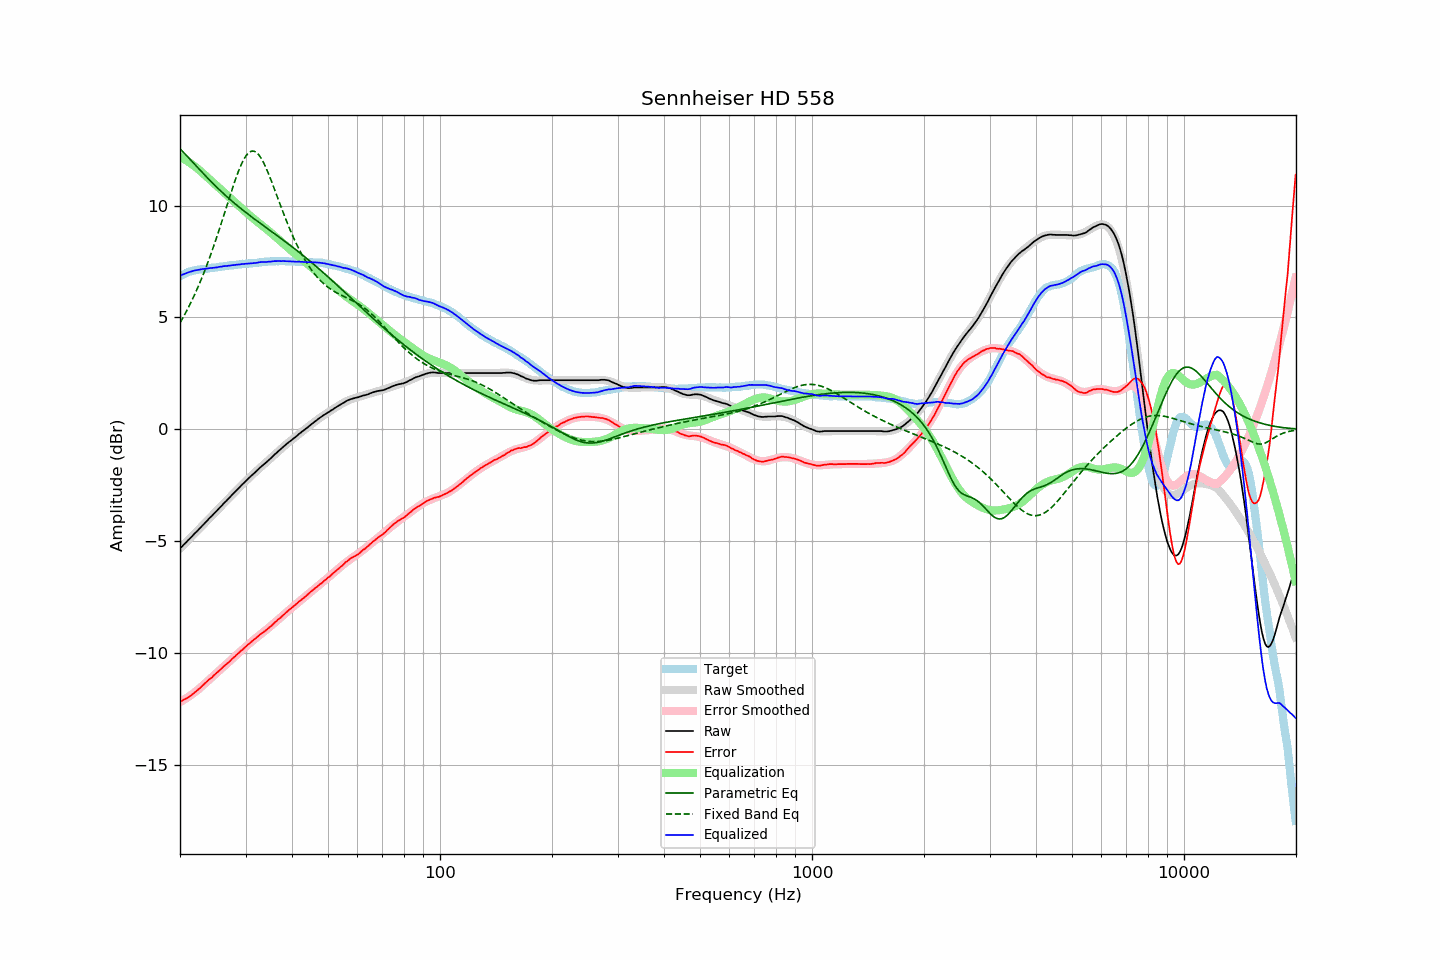 Sennheiser HD 558
Amplitude (dBr)
10
5
0
−5
−10
−15
Target
Raw Smoothed
Error Smoothed
Raw
Error
Equalization
Parametric Eq
Fixed Band Eq
Equalized
100
1000
10000
Frequency (Hz)